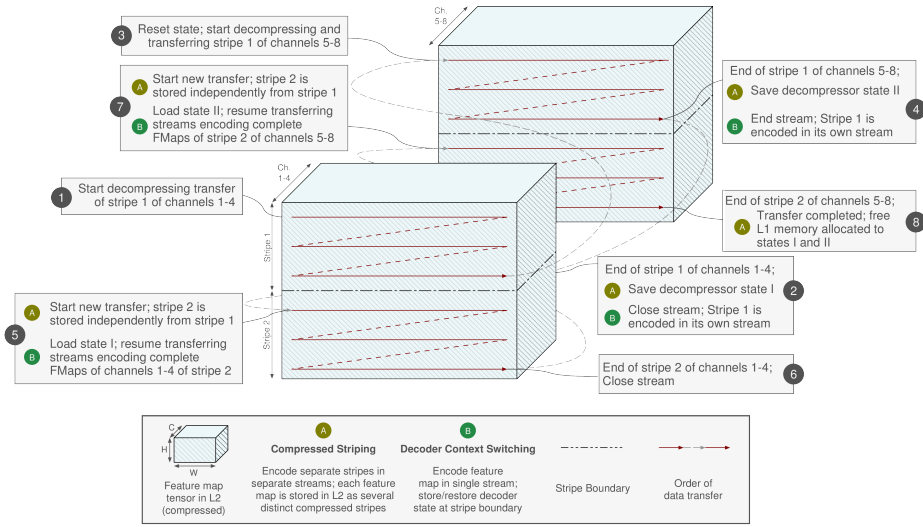 Ch.
5-8
3
Reset state; start decompressing and
transferring stripe 1 of channels 5-8
7
A
Start new transfer; stripe 2 is
stored independently from stripe 1
B
Load state II; resume transferring
streams encoding complete
FMaps of stripe 2 of channels 5-8
End of stripe 1 of channels 5-8;
A
Save decompressor state II
B
End stream; Stripe 1 is
encoded in its own stream
4
Ch.
1-4
1
Start decompressing transfer
of stripe 1 of channels 1-4
End of stripe 2 of channels 5-8;
A
Transfer completed; free
L1 memory allocated to
states I and II
8
Stripe 1
Stripe 2
End of stripe 1 of channels 1-4;
A
Save decompressor state I
B
Close stream; Stripe 1 is
encoded in its own stream
2
5
A
Start new transfer; stripe 2 is
stored independently from stripe 1
B
Load state I; resume transferring
streams encoding complete
FMaps of channels 1-4 of stripe 2
End of stripe 2 of channels 1-4;
Close stream
6
C
H
W
Feature map
tensor in L2
(compressed)
A
Compressed Striping
Encode separate stripes in
separate streams; each feature
map is stored in L2 as several
distinct compressed stripes
B
Decoder Context Switching
Encode feature
map in single stream;
store/restore decoder
state at stripe boundary
Stripe Boundary
Order of
data transfer